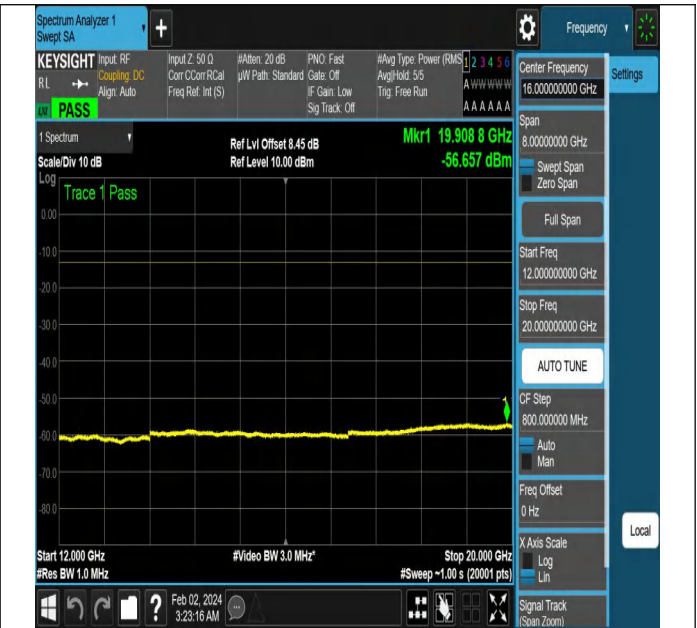 Spectrum Analyzer 1
Swept SA
Frequency
KEYSIGHT
RL
PASS
Input: RF
Coupling: DC
Align: Auto
Input Z: 50 Ω
Corr CCorr RCal
Freq Ref: Int (S)
#Atten: 20 dB
µW Path: Standard
PNO: Fast
Gate: Off
IF Gain: Low
Sig Track: Off
#Avg Type: Power (RMS
Avg|Hold: 5/5
Trig: Free Run
1 2 3 4 5 6
A W W W W W
A A A A A A
1 Spectrum
Scale/Div 10 dB
Ref Lvl Offset 8.45 dB
Ref Level 10.00 dBm
Mkr1 19.908 8 GHz
-56.657 dBm
Log
Trace 1 Pass
0.00
-10.0
-20.0
-30.0
-40.0
-50.0
-60.0
-70.0
-80.0
1
Start 12.000 GHz
#Res BW 1.0 MHz
#Video BW 3.0 MHz*
Stop 20.000 GHz
#Sweep ~1.00 s (20001 pts)
?
Feb 02, 2024
3:23:16 AM
Center Frequency
16.000000000 GHz
Span
8.00000000 GHz
Swept Span
Zero Span
Full Span
Start Freq
12.000000000 GHz
Stop Freq
20.000000000 GHz
AUTO TUNE
CF Step
800.000000 MHz
Auto
Man
Freq Offset
0 Hz
X Axis Scale
Log
Lin
Signal Track
(Span Zoom)
Settings
Local